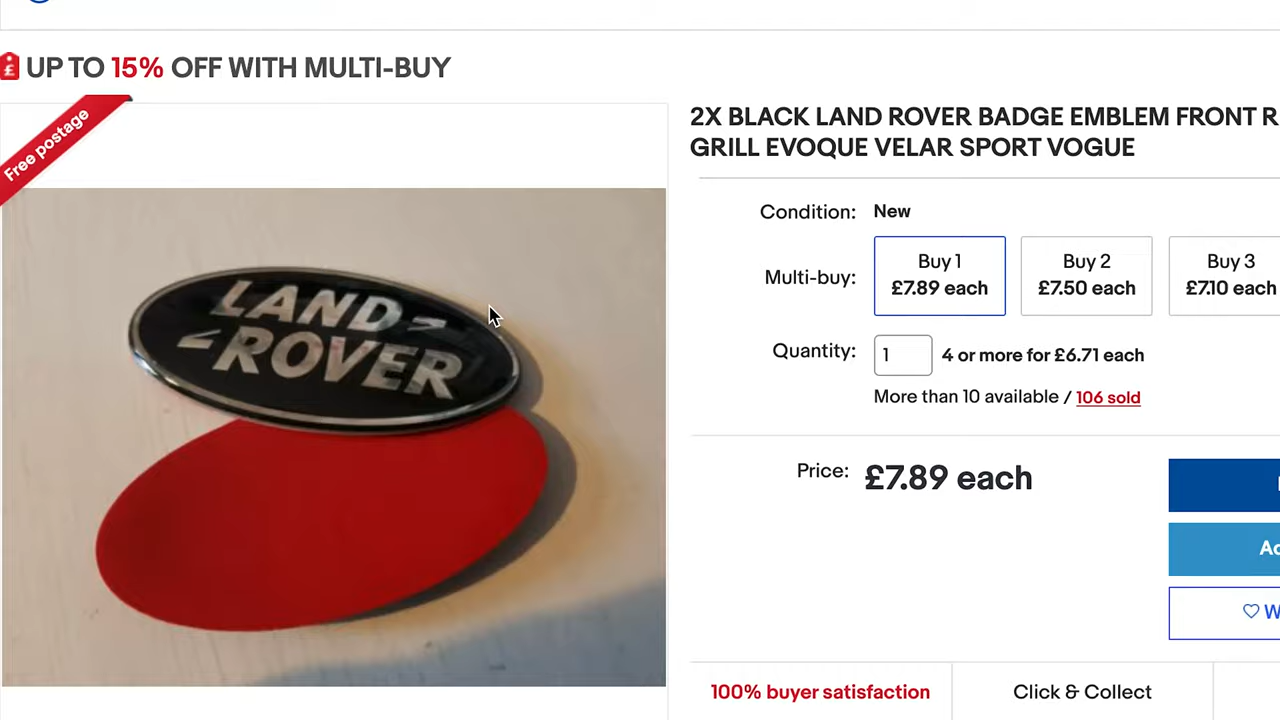 UP TO 15% OFF WITH MULTI-BUY
Free postage
LAND
ROVER
2X BLACK LAND ROVER BADGE EMBLEM FRONT R
GRILL EVOQUE VELAR SPORT VOGUE
Condition: New
Multi-buy:
Buy 1
£7.89 each
Buy 2
£7.50 each
Buy 3
£7.10 each
Quantity: 1 4 or more for £6.71 each
More than 10 available / 106 sold
Price: £7.89 each
100% buyer satisfaction
Click & Collect